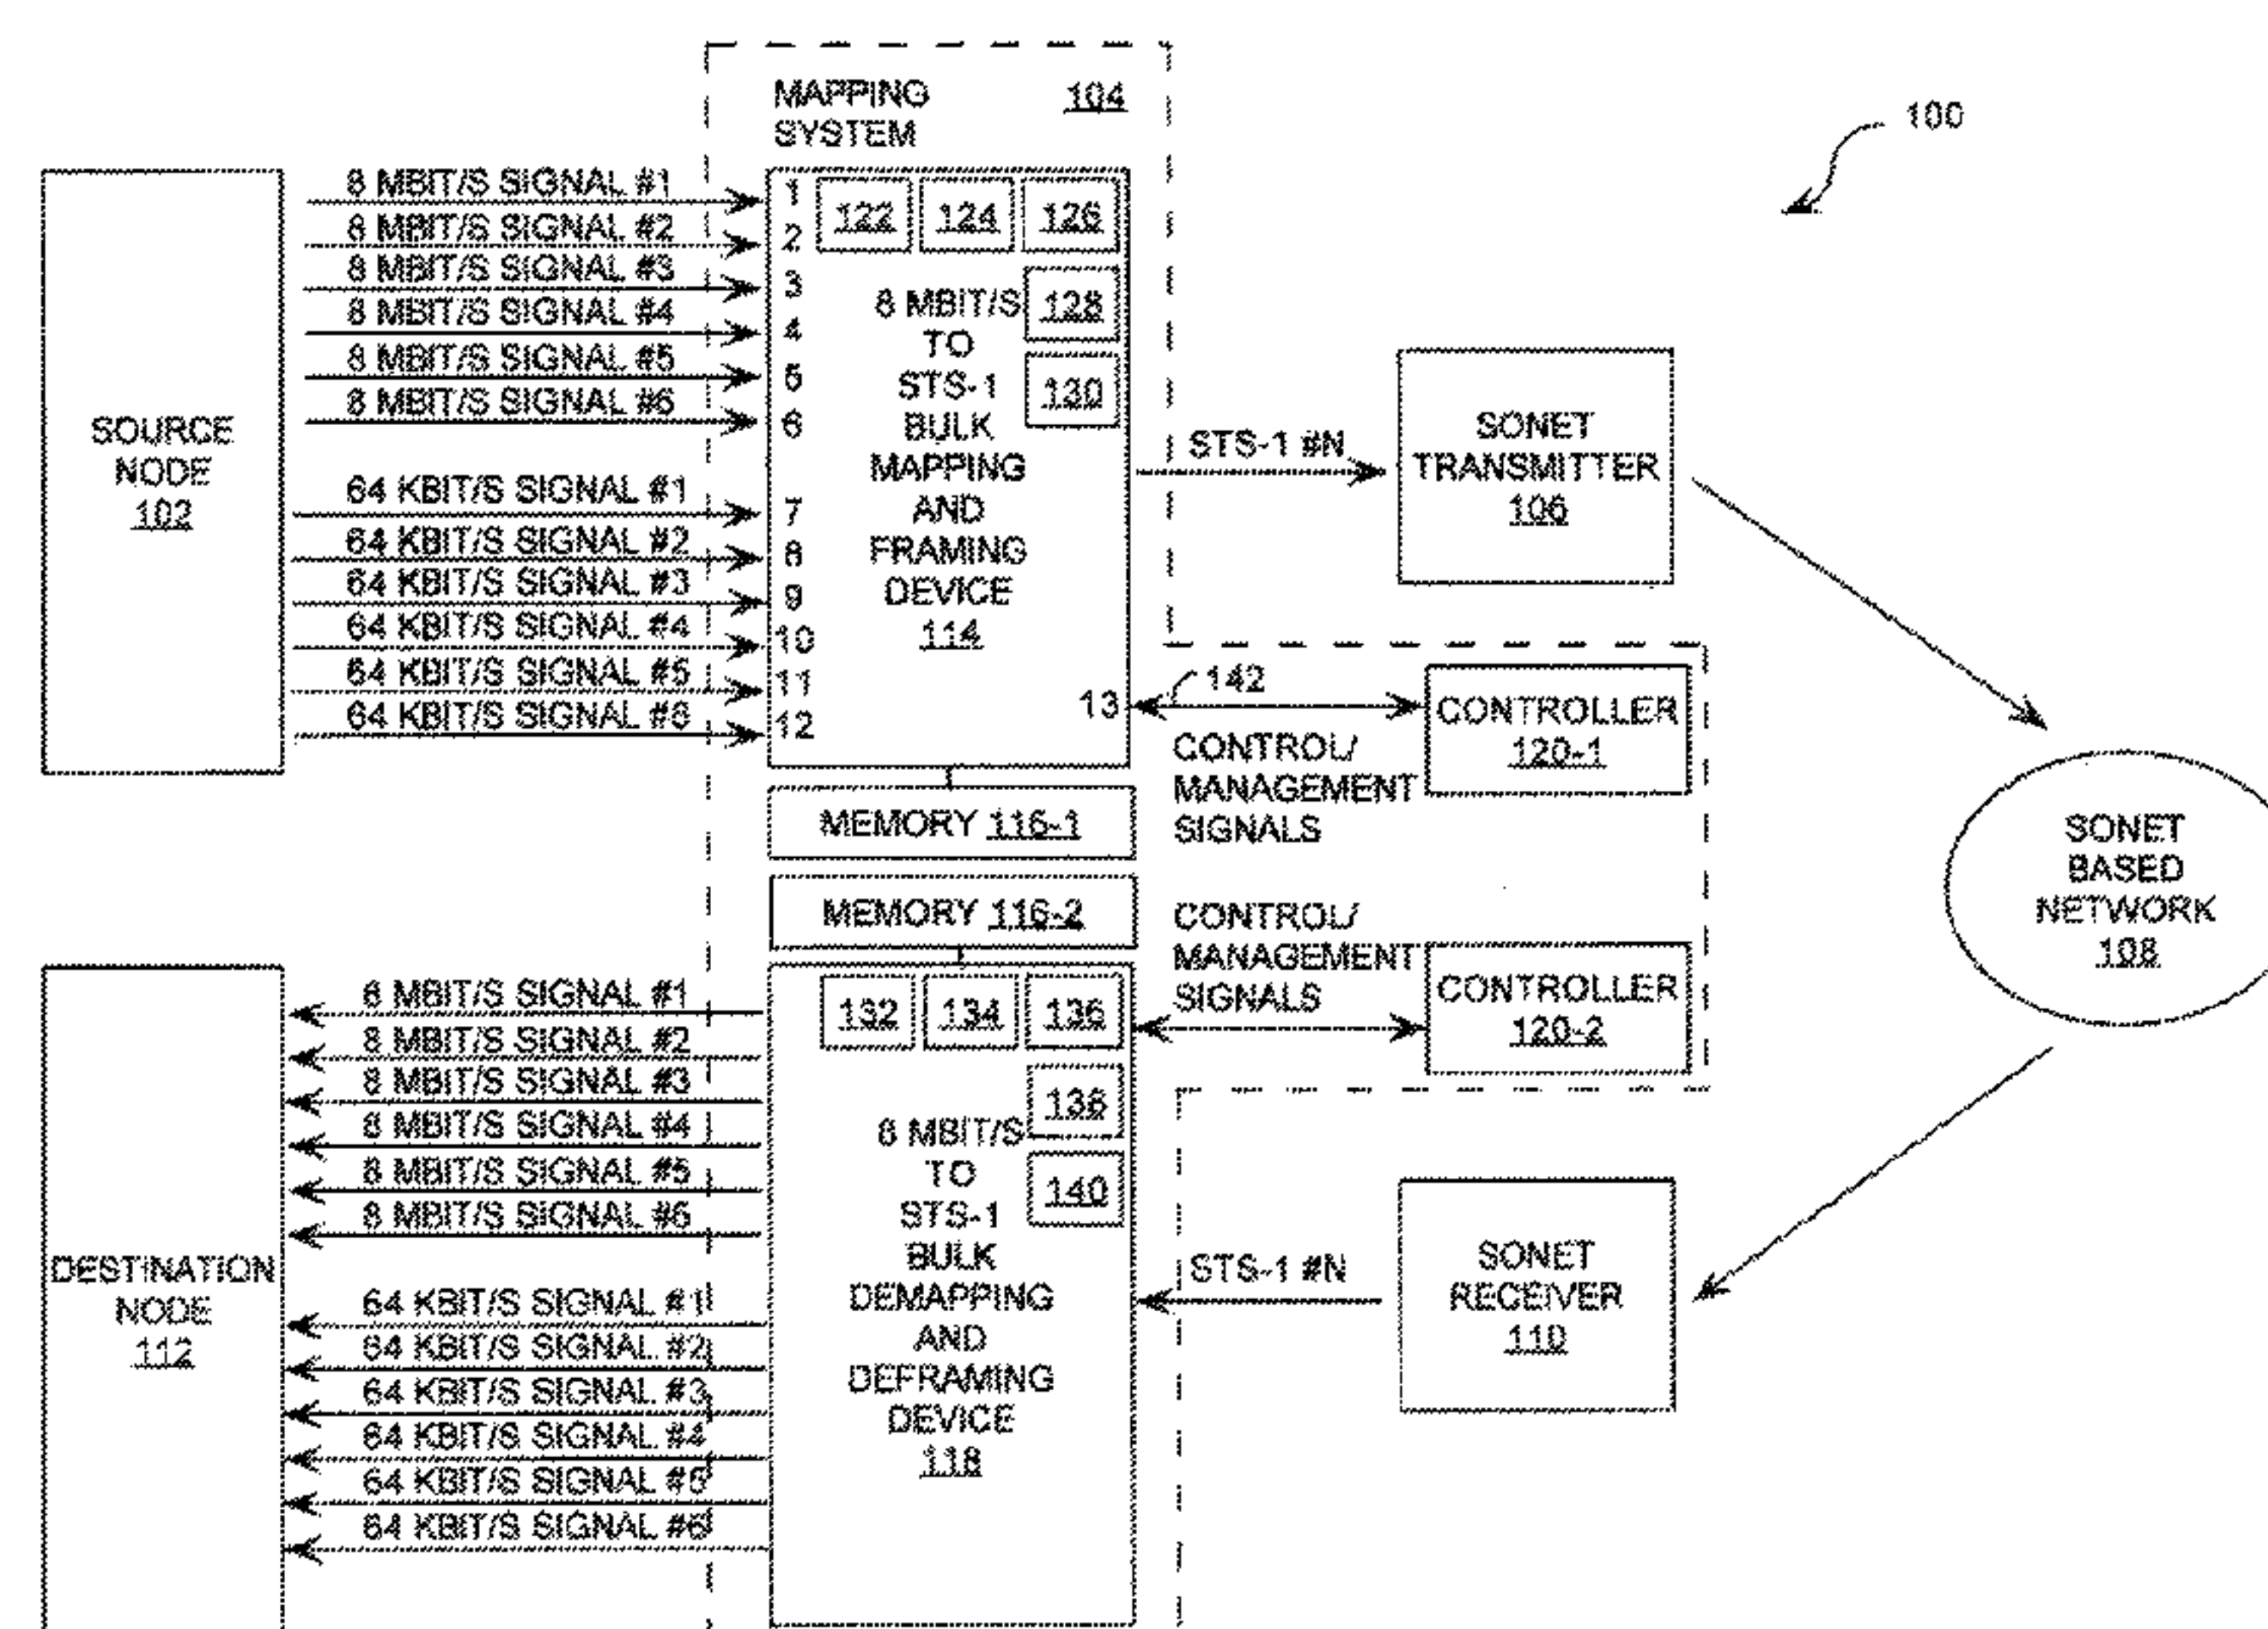 MAPPING
SYSTEM
104
100
SOURCE
NODE
102
8 MBIT/S SIGNAL #1
8 MBIT/S SIGNAL #2
8 MBIT/S SIGNAL #3
8 MBIT/S SIGNAL #4
8 MBIT/S SIGNAL #5
8 MBIT/S SIGNAL #6
64 KBIT/S SIGNAL #1
64 KBIT/S SIGNAL #2
64 KBIT/S SIGNAL #3
64 KBIT/S SIGNAL #4
64 KBIT/S SIGNAL #5
64 KBIT/S SIGNAL #6
1
2
3
4
5
6
7
8
9
10
11
12
13
122
124
126
128
130
8 MBIT/S
TO
STS-1
BULK
MAPPING
AND
FRAMING
DEVICE
114
STS-1 #N
SONET
TRANSMITTER
106
142
CONTROLLER
120-1
CONTROL/
MANAGEMENT
SIGNALS
MEMORY 116-1
MEMORY 116-2
CONTROL/
MANAGEMENT
SIGNALS
CONTROLLER
120-2
SONET
BASED
NETWORK
108
DESTINATION
NODE
112
8 MBIT/S SIGNAL #1
8 MBIT/S SIGNAL #2
8 MBIT/S SIGNAL #3
8 MBIT/S SIGNAL #4
8 MBIT/S SIGNAL #5
8 MBIT/S SIGNAL #6
64 KBIT/S SIGNAL #1
64 KBIT/S SIGNAL #2
64 KBIT/S SIGNAL #3
64 KBIT/S SIGNAL #4
64 KBIT/S SIGNAL #5
64 KBIT/S SIGNAL #6
132
134
136
138
140
8 MBIT/S
TO
STS-1
BULK
DEMAPPING
AND
DEFRAMING
DEVICE
118
STS-1 #N
SONET
RECEIVER
110